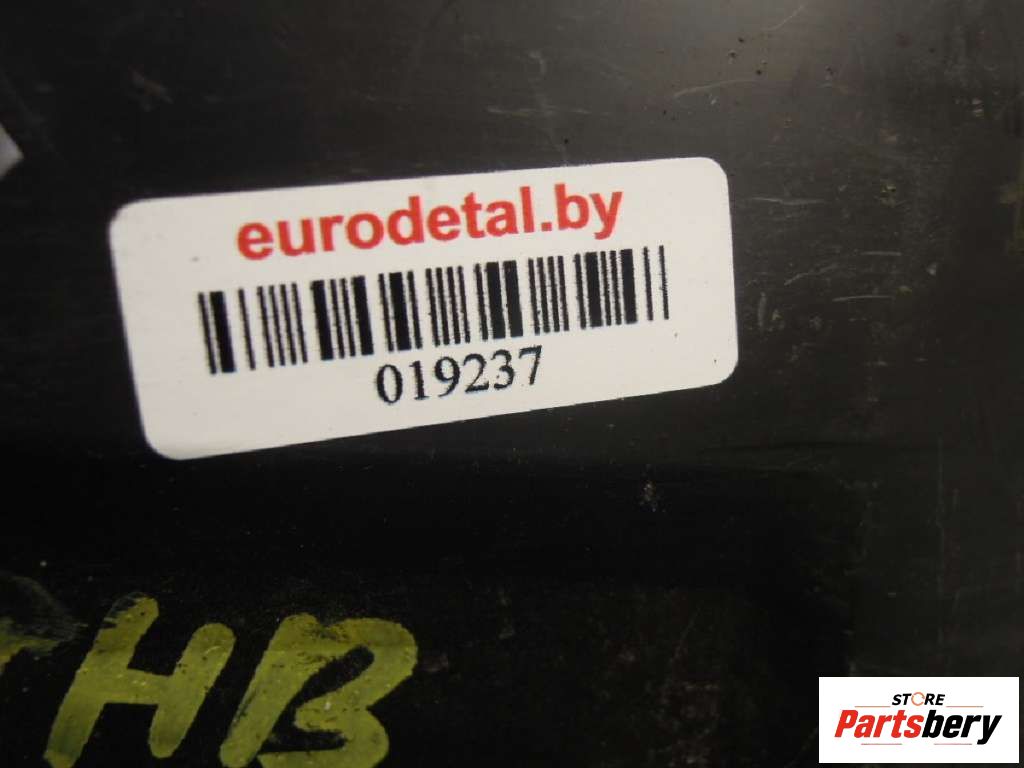 eurodetal.by
019237
HB
STORE
Partsbery